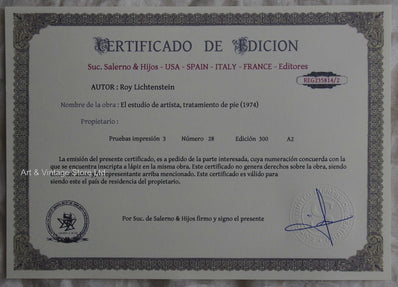 CERTIFICADO DE EDICION
Suc. Salerno & Hijos - USA - SPAIN - ITALY - FRANCE - Editores
REG235814/2
AUTOR : Roy Lichtenstein
Nombre de la obra : El estudio de artista, tratamiento de pie (1974)
Propietario :
Pruebas impresión 3 Número 28 Edición 300 A2
La emisión del presente certificado, es a pedido de la parte interesada, cuya numeración concuerda con la
que se encuentra inscripta a lápiz en la misma obra. Este certificado no genera derechos sobre la obra, siendo
Art & Vintage Store Ltd.
representante arriba mencionado. Este certificado es válido para
siendo este el país de residencia del propietario.
Por Suc. de Salerno & Hijos firmo y signo el presente